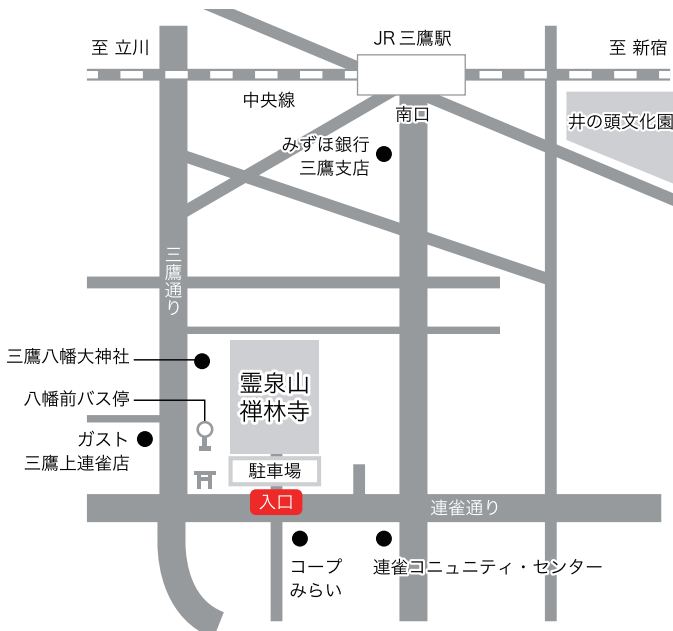 JR三鷹駅
至 立川
至 新宿
中央線
南口
井の頭文化園
みずほ銀行
三鷹支店
三鷹通り
三鷹八幡大神社
霊泉山
禅林寺
八幡前バス停
ガスト
三鷹上連雀店
駐車場
入口
連雀通り
コープ
みらい
連雀コニュニティ・センター